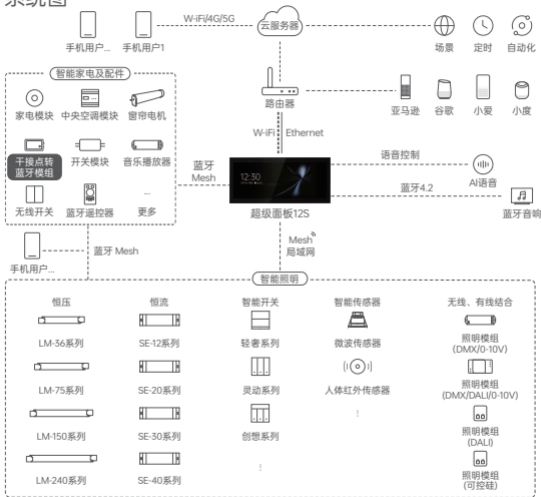 系统图
W-iFi/4G/5G
云服务器
手机用户...
手机用户1
场景
定时
自动化
智能家电及配件
家电模块
中央空调模块
窗帘电机
路由器
亚马逊
谷歌
小爱
小度
W-iFi
Ethernet
干接点转
蓝牙模组
开关模块
音乐播放器
蓝牙
Mesh
12:30
语音控制
AI语音
蓝牙4.2
蓝牙音响
无线开关
蓝牙遥控器
...
更多
超级面板12S
手机用户...
蓝牙 Mesh
Mesh
局域网
智能照明
恒压
恒流
智能开关
智能传感器
无线、有线结合
LM-36系列
SE-12系列
轻奢系列
微波传感器
照明模组
(DMX/0-10V)
LM-75系列
SE-20系列
灵动系列
人体红外传感器
照明模组
(DMX/DALI/0-10V)
LM-150系列
SE-30系列
创想系列
照明模组
(DALI)
LM-240系列
SE-40系列
照明模组
(可控硅)